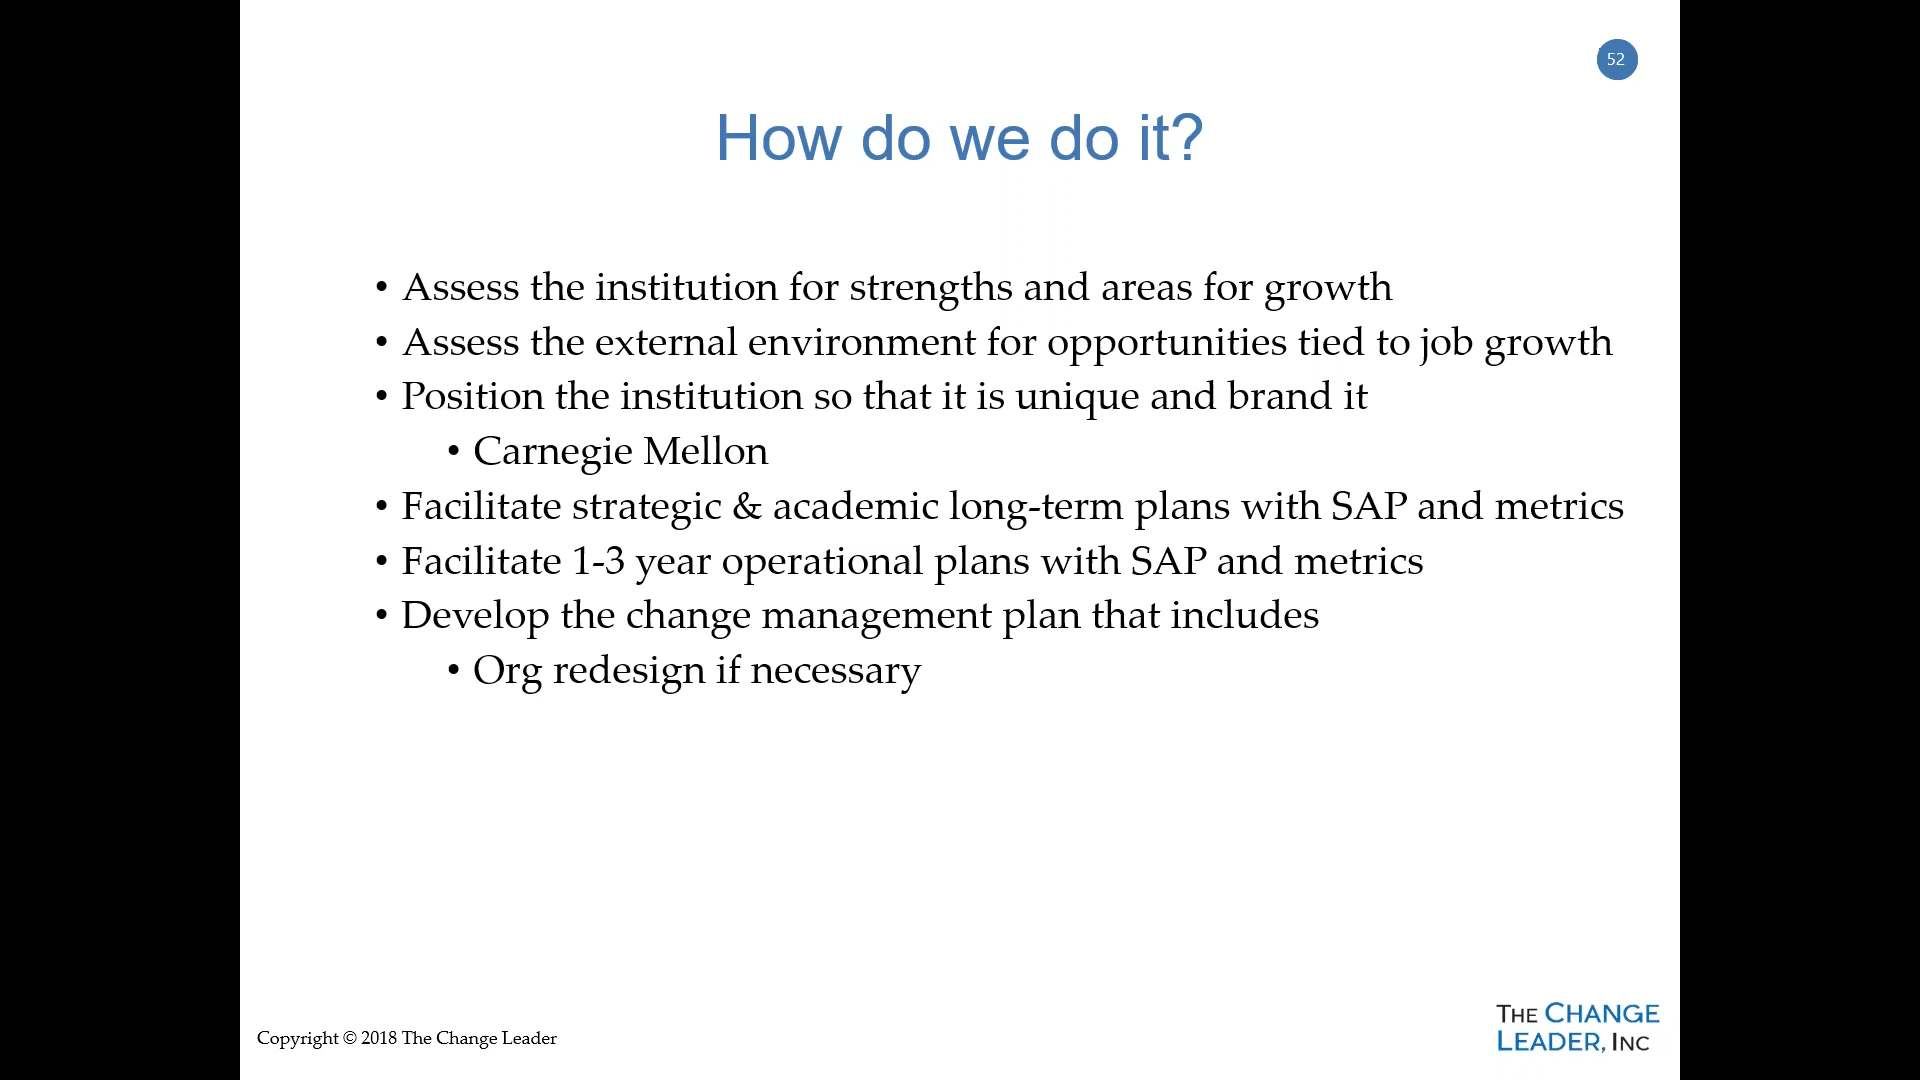 52
How do we do it?
• Assess the institution for strengths and areas for growth
• Assess the external environment for opportunities tied to job growth
• Position the institution so that it is unique and brand it
• Carnegie Mellon
• Facilitate strategic & academic long-term plans with SAP and metrics
• Facilitate 1-3 year operational plans with SAP and metrics
• Develop the change management plan that includes
• Org redesign if necessary
Copyright © 2018 The Change Leader
THE CHANGE
LEADER, INC